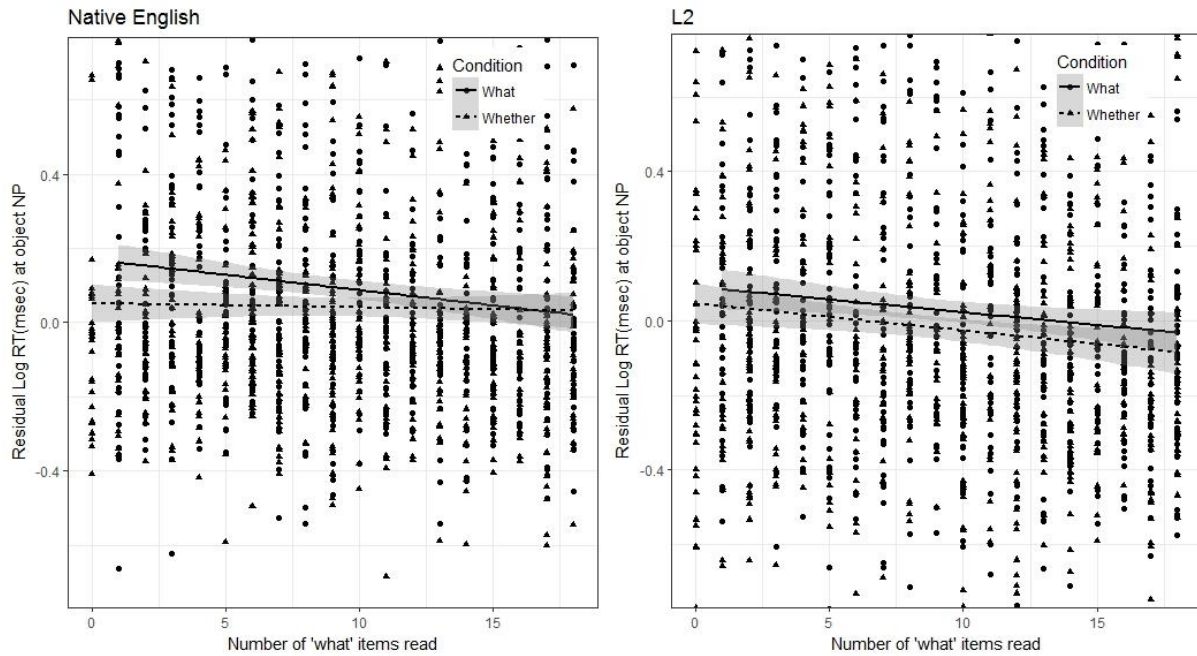 Native English
Residual Log RT(msec) at object NP
0.4
0.0
-0.4
Condition
What
Whether
0
5
10
15
Number of 'what' items read
L2
Residual Log RT(msec) at object NP
0.4
0.0
-0.4
Condition
What
Whether
0
5
10
15
Number of 'what' items read